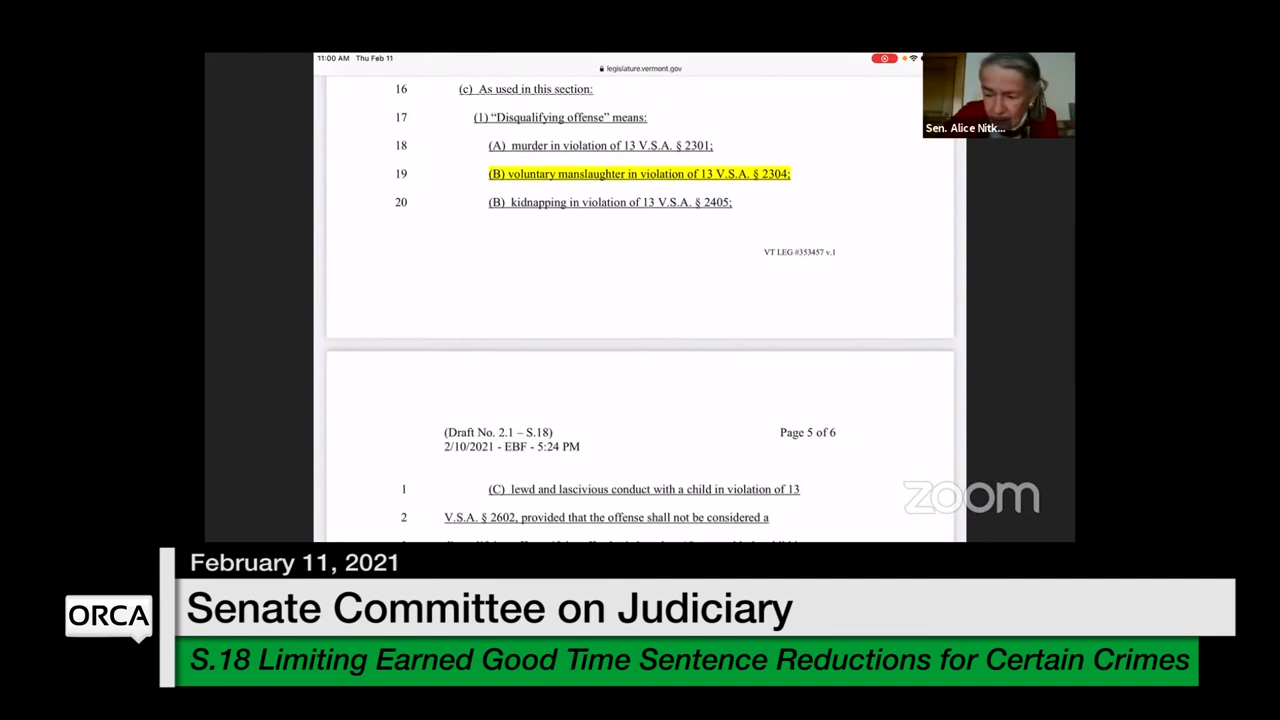 11:00 AM Thu Feb 11
legislature.vermont.gov
16 (c) As used in this section:
17 (1) “Disqualifying offense” means:
18 (A) murder in violation of 13 V.S.A. § 2301;
19 (B) voluntary manslaughter in violation of 13 V.S.A. § 2304;
20 (B) kidnapping in violation of 13 V.S.A. § 2405;
VT LEG #353457 v.1
Sen. Alice Nitk...
(Draft No. 2.1 – S.18) Page 5 of 6
2/10/2021 - EBF - 5:24 PM
1 (C) lewd and lascivious conduct with a child in violation of 13
2 V.S.A. § 2602, provided that the offense shall not be considered a
zoom
February 11, 2021
ORCA
Senate Committee on Judiciary
S.18 Limiting Earned Good Time Sentence Reductions for Certain Crimes